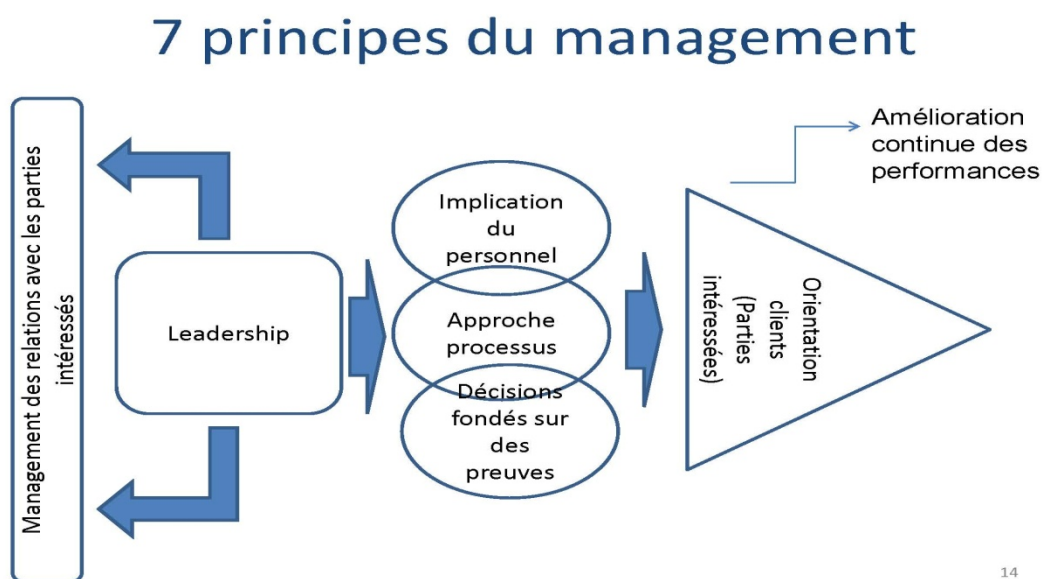 7 principes du management
Management des relations avec les parties
intéressés
Leadership
Implication
du
personnel
Approche
processus
Décisions
fondés sur
des
preuves
Orientation
clients
(Parties
intéressées)
Amélioration
continue des
performances
14